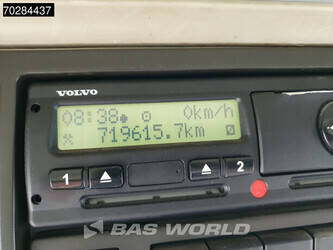 70284437
VOLVO
08:38 0km/h
719615.7km
1 2
BAS WORLD